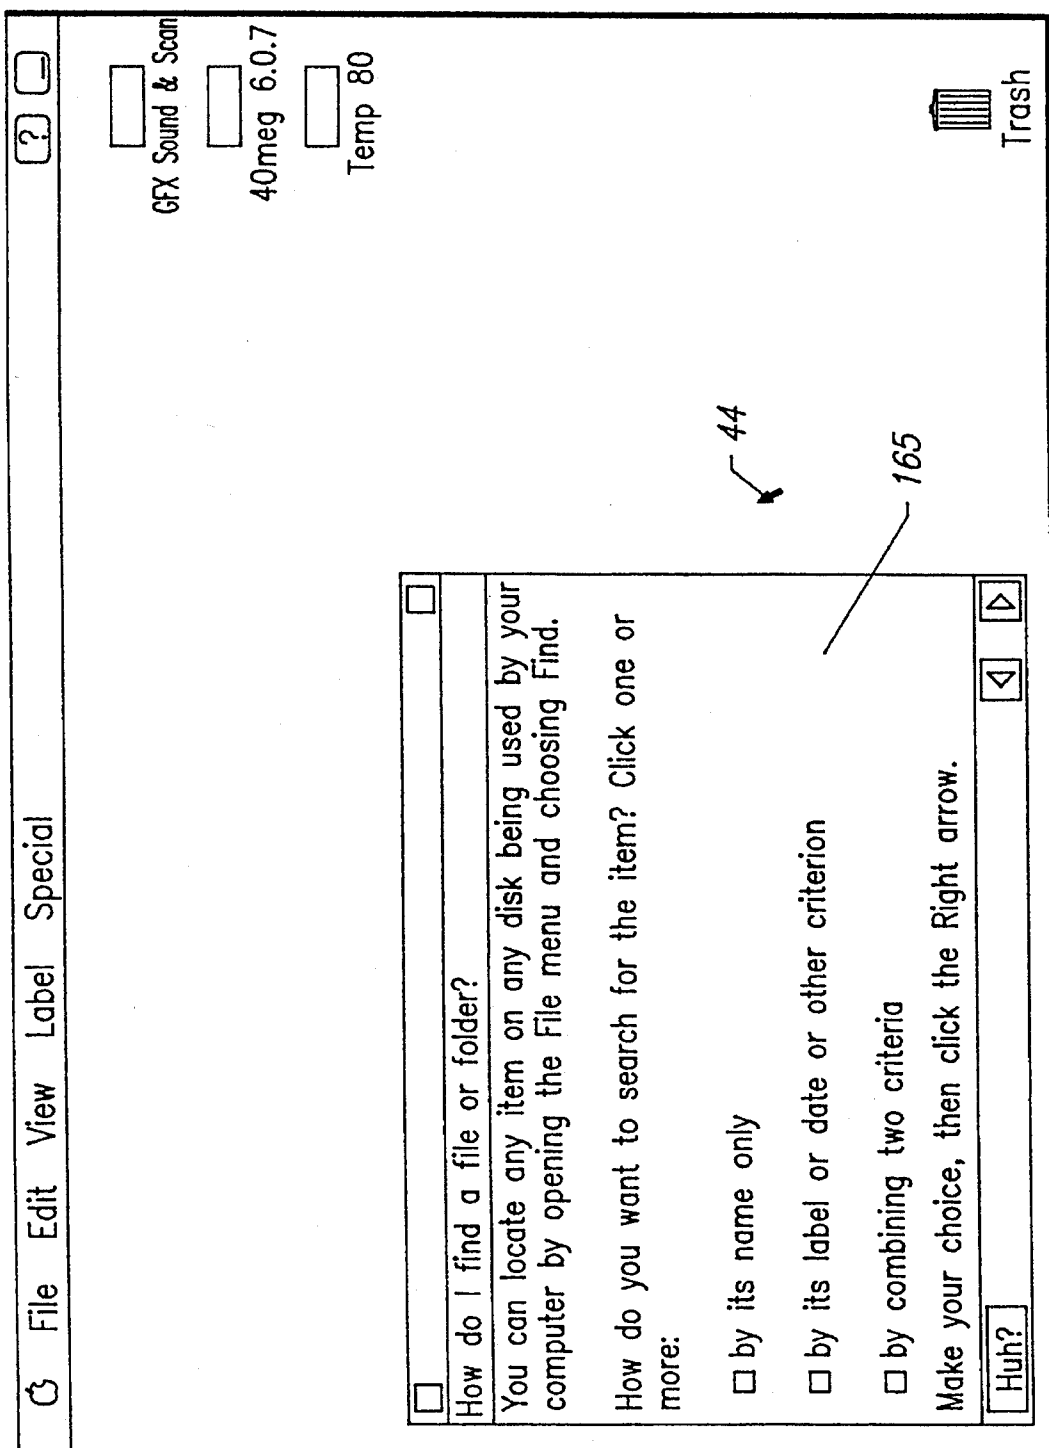 File Edit View Label Special ?
GFX Sound & Scan
40meg 6.0.7
Temp 80
How do I find a file or folder?
You can locate any item on any disk being used by your
computer by opening the File menu and choosing Find.
How do you want to search for the item? Click one or
more:
by its name only
by its label or date or other criterion
by combining two criteria
Make your choice, then click the Right arrow.
Huh?
44
165
Trash